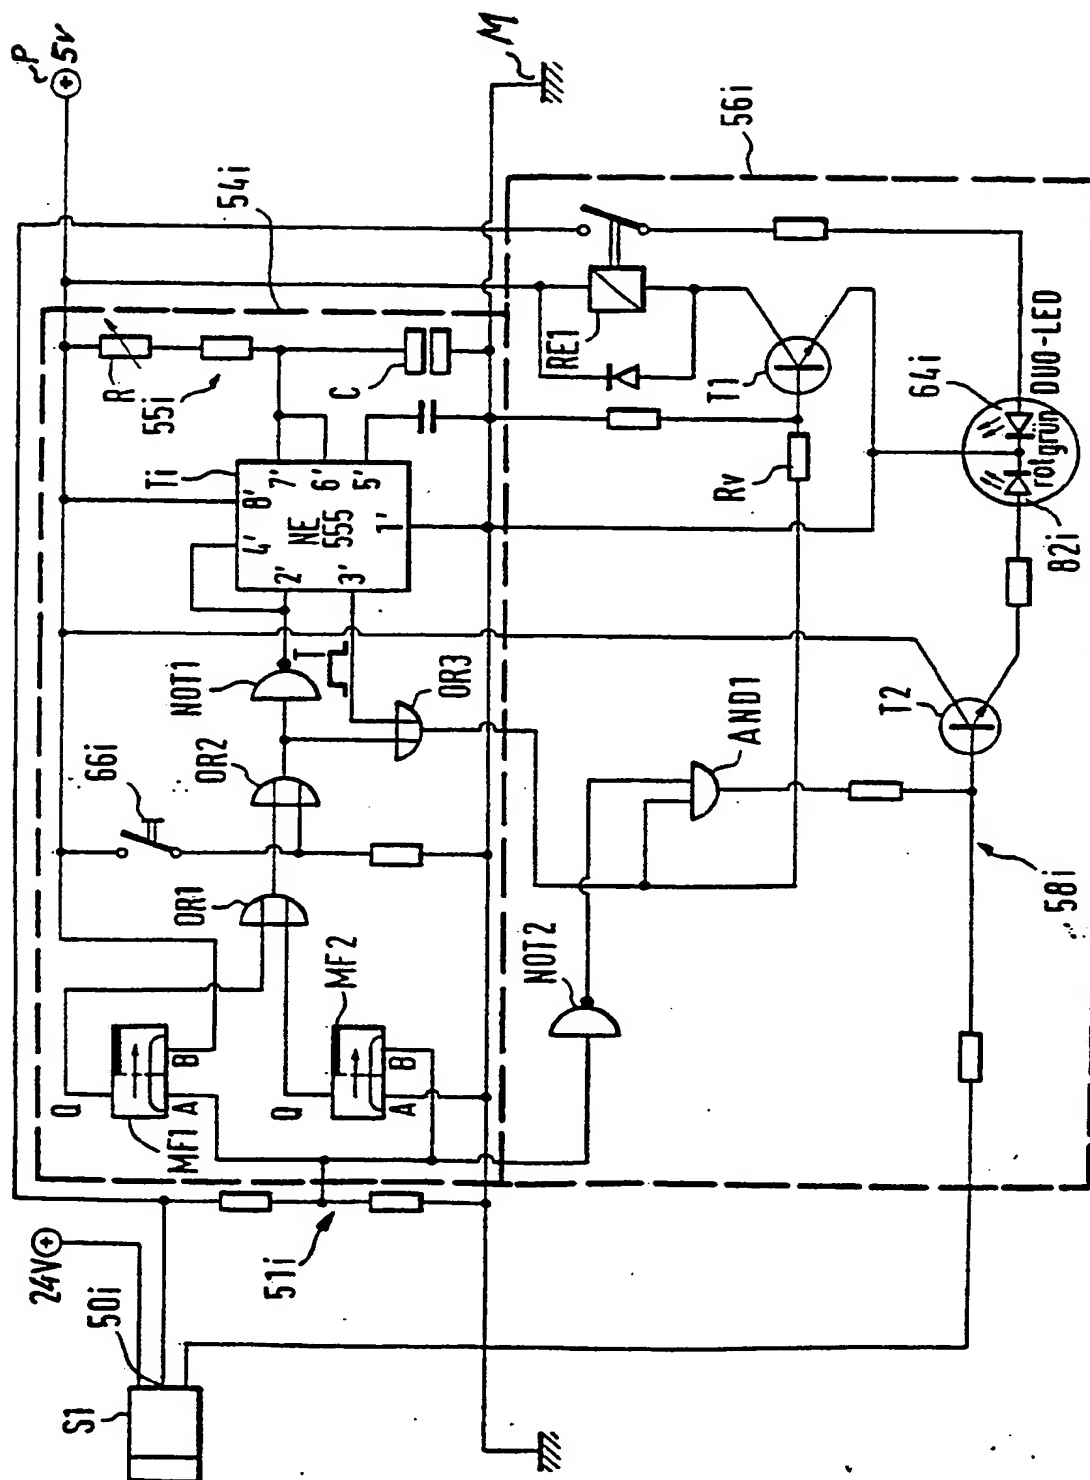 P
5V
M
54i
56i
R
55i
C
Ti
8'
7'
6'
5'
4'
NE
555
1'
2'
3'
RE1
T1
Rv
64i
DUO-LED
rot
grün
82i
NOT1
OR3
66i
OR2
OR1
T2
AND1
58i
NOT2
MF2
Q
B
A
MF1
Q
B
A
51i
24V
50i
S1